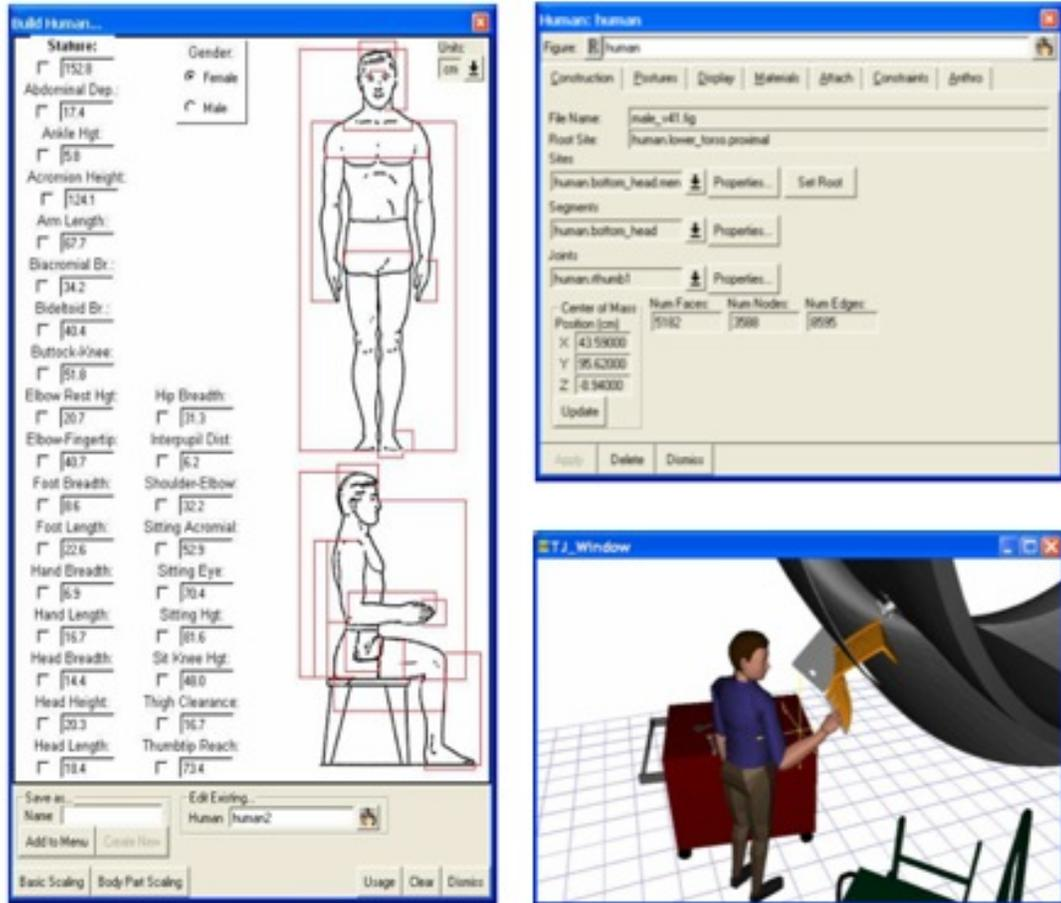 Build Human...
Stature:
152.8
Abdominal Dep.:
17.4
Ankle Hgt:
5.8
Acromion Height:
124.1
Arm Length:
67.7
Biacromial Br.:
34.2
Bideltoid Br.:
40.4
Buttock-Knee:
51.8
Elbow Rest Hgt:
20.7
Elbow-Fingertip:
40.7
Foot Breadth:
8.6
Foot Length:
22.6
Hand Breadth:
6.9
Hand Length:
16.7
Head Breadth:
14.4
Head Height:
20.3
Head Length:
18.4
Hip Breadth:
31.3
Interpupil Dist:
6.2
Shoulder-Elbow:
32.2
Sitting Acromial:
52.9
Sitting Eye:
70.4
Sitting Hgt:
81.6
Sit Knee Hgt:
48.0
Thigh Clearance:
16.7
Thumbtip Reach:
73.4
Gender:
Female
Male
Units:
cm
Save as...
Name
Add to Menu Create New
Edit Existing...
Human human2
Basic Scaling Body Part Scaling Usage Clear Dismiss
Human: human
Figure: R human
Construction Postures Display Materials Attach Constraints Anthro
File Name: male_v41.fig
Root Site: human.lower_torso.proximal
Sites
human.bottom_head.men Properties... Set Root
Segments
human.bottom_head Properties...
Joints
human.rthumb1 Properties...
Center of Mass
Position (cm)
X 43.59000
Y 95.62000
Z -8.94000
Update
Num Faces: Num Nodes: Num Edges:
5182 3588 8595
Apply Delete Dismiss
TJ_Window